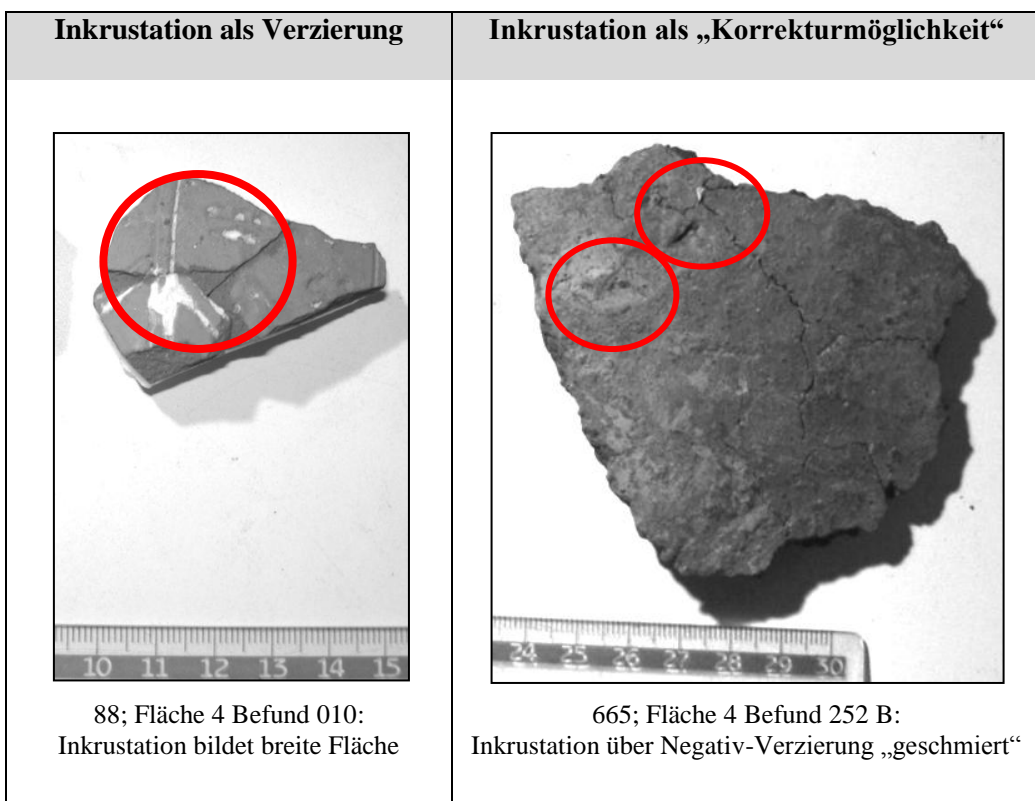 Inkrustation als Verzierung
Inkrustation als „Korrekturmöglichkeit“
10 11 12 13 14 15
24 25 26 27 28 29 30
88; Fläche 4 Befund 010:
Inkrustation bildet breite Fläche
665; Fläche 4 Befund 252 B:
Inkrustation über Negativ-Verzierung „geschmiert“